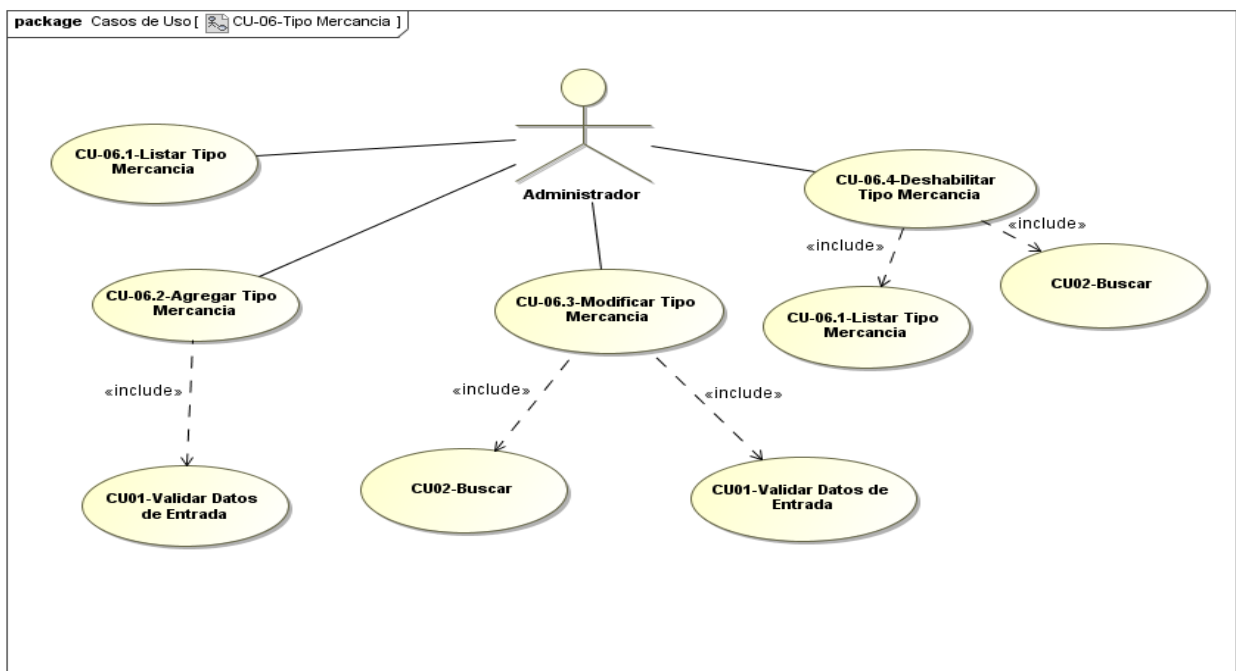 package Casos de Uso [ CU-06-Tipo Mercancia ]
Administrador
CU-06.1-Listar Tipo
Mercancia
CU-06.4-Deshabilitar
Tipo Mercancia
«include»
«include»
CU02-Buscar
CU-06.2-Agregar Tipo
Mercancia
CU-06.3-Modificar Tipo
Mercancia
CU-06.1-Listar Tipo
Mercancia
«include»
«include»
«include»
CU01-Validar Datos
de Entrada
CU02-Buscar
CU01-Validar Datos de
Entrada